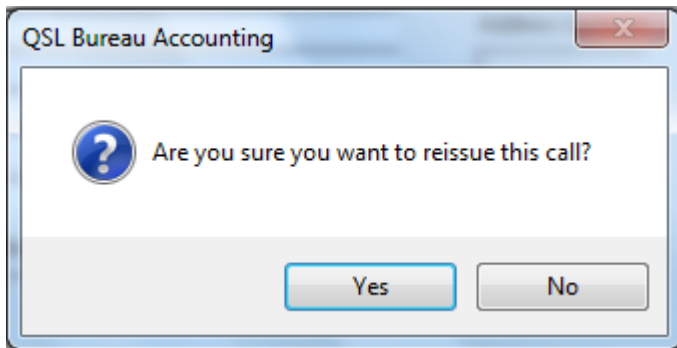 QSL Bureau Accounting
Are you sure you want to reissue this call?
Yes No